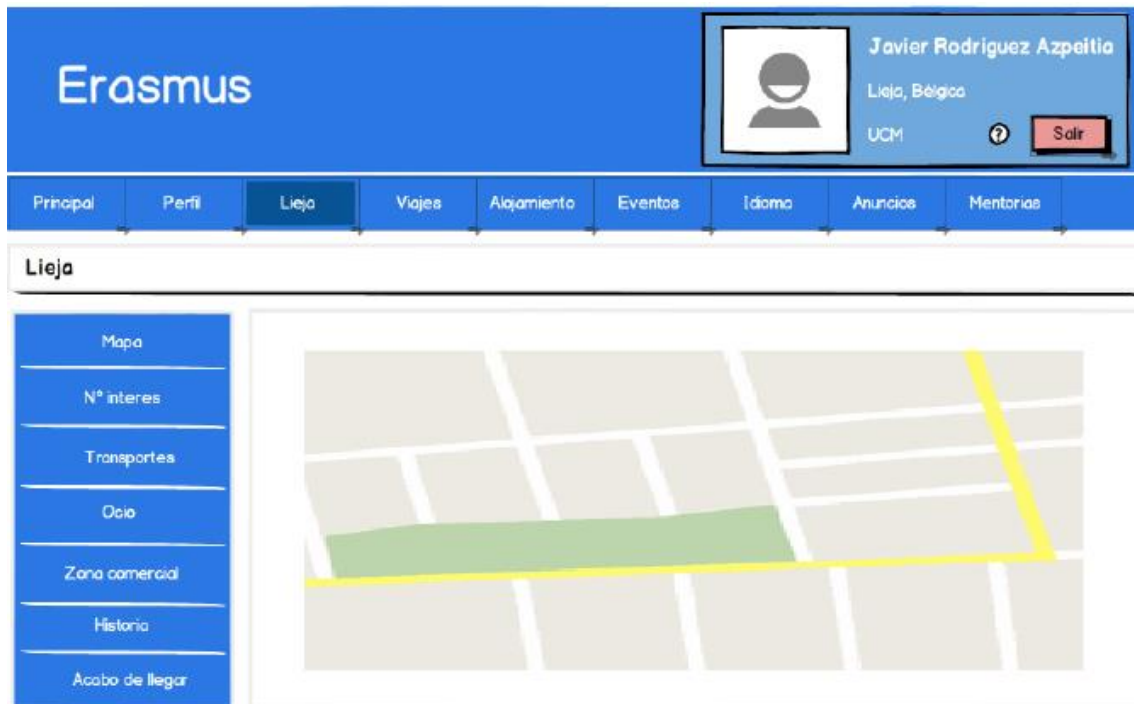 Erasmus
Javier Rodriguez Azpeitia
Lieja, Bélgica
UCM
?
Salir
Principal
Perfil
Lieja
Viajes
Alojamiento
Eventos
Idioma
Anuncios
Mentorias
Lieja
Mapa
Nº interes
Transportes
Ocio
Zona comercial
Historia
Acabo de llegar